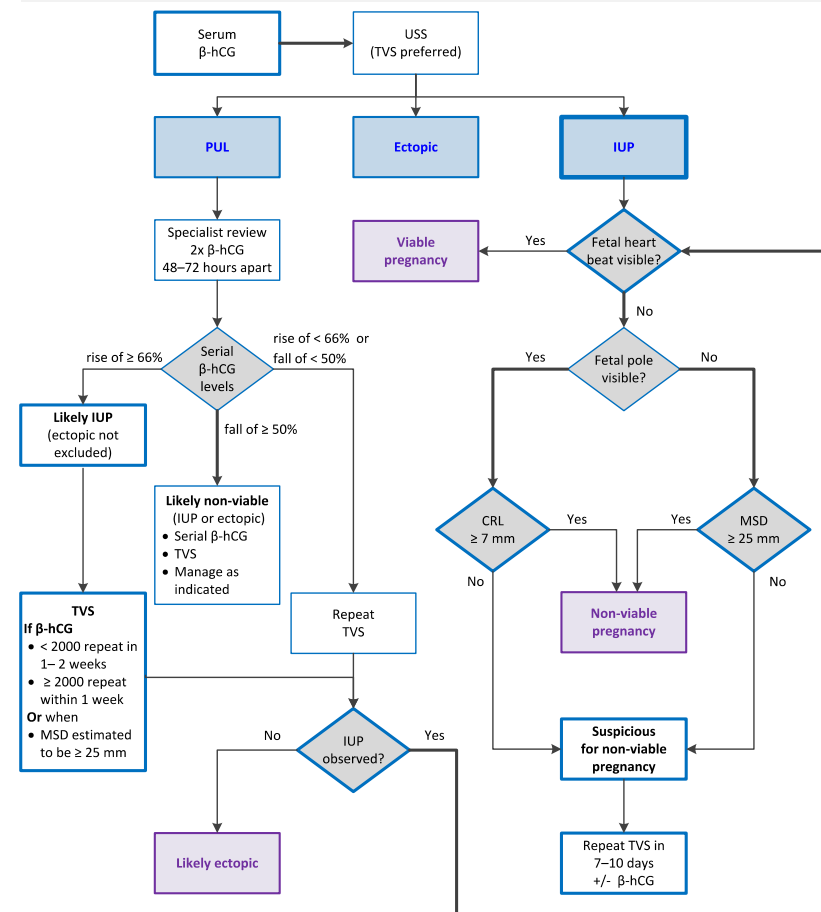 Serum
β-hCG
USS
(TVS preferred)
PUL
Ectopic
IUP
Specialist review
2x β-hCG
48–72 hours apart
Viable
pregnancy
Yes
Fetal heart
beat visible?
No
rise of ≥ 66%
Serial
β-hCG
levels
rise of < 66% or
fall of < 50%
Yes
Fetal pole
visible?
No
Likely IUP
(ectopic not
excluded)
fall of ≥ 50%
Likely non-viable
(IUP or ectopic)
• Serial β-hCG
• TVS
• Manage as
indicated
CRL
≥ 7 mm
Yes
No
Yes
MSD
≥ 25 mm
No
TVS
If β-hCG
• < 2000 repeat in
1– 2 weeks
• ≥ 2000 repeat
within 1 week
Or when
• MSD estimated
to be ≥ 25 mm
Repeat
TVS
Non-viable
pregnancy
No
IUP
observed?
Yes
Suspicious
for non-viable
pregnancy
Likely ectopic
Repeat TVS in
7–10 days
+/- β-hCG